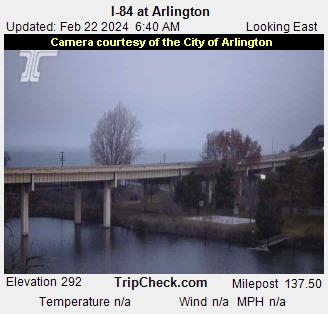 I-84 at Arlington
Updated: Feb 22 2024 6:40 AM Looking East
Camera courtesy of the City of Arlington
Elevation 292 TripCheck.com Milepost 137.50
Temperature n/a Wind n/a MPH n/a